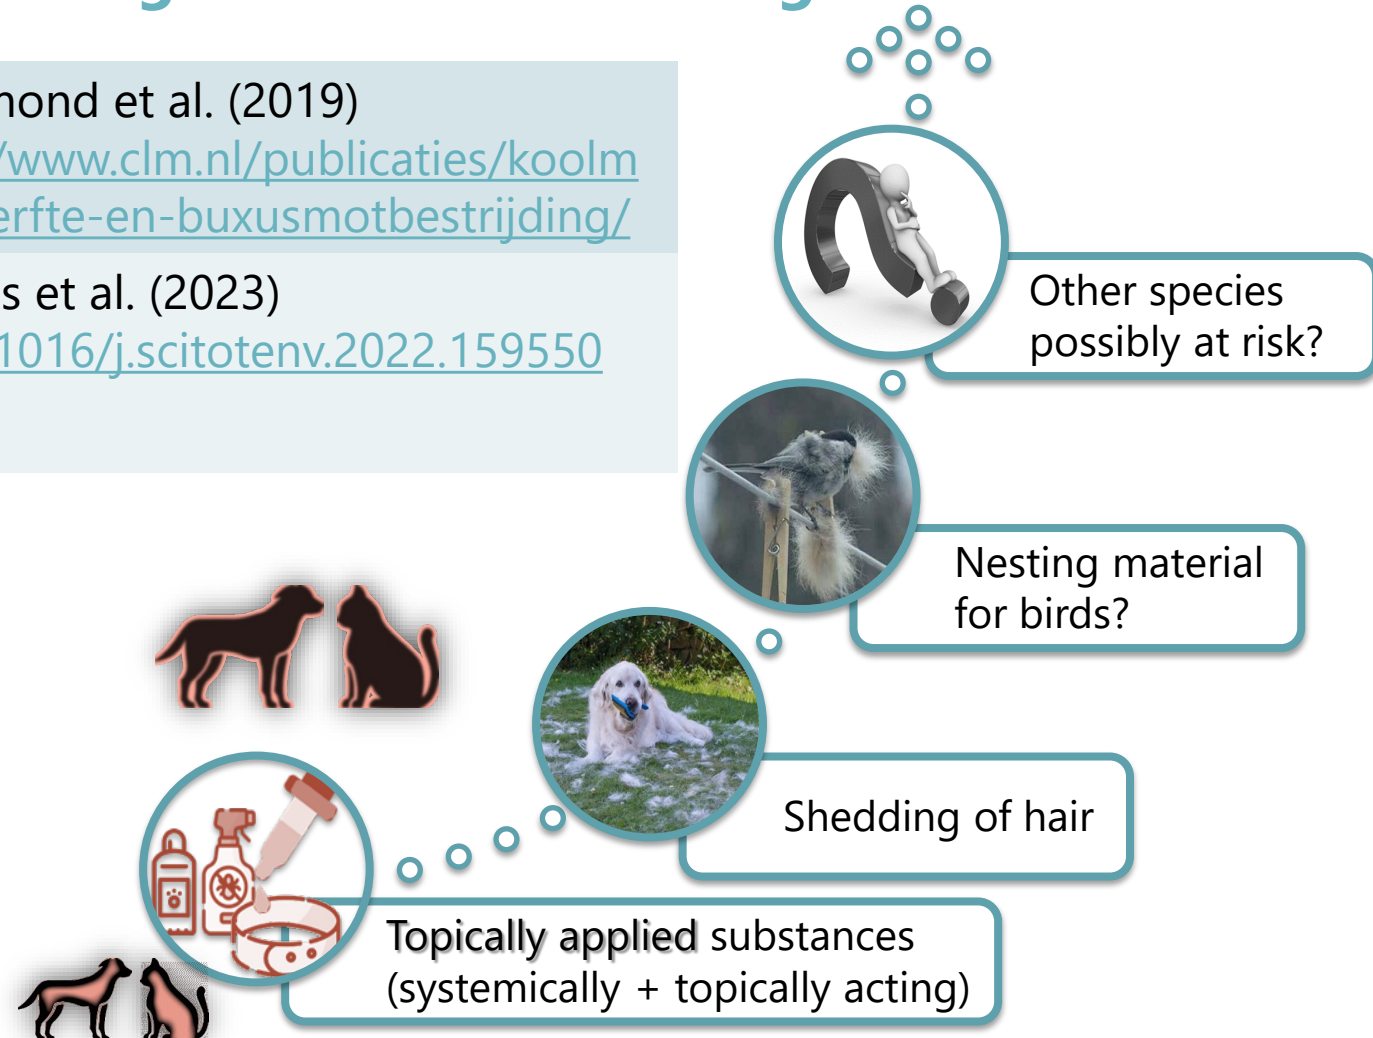 et al. (2019)
/www.clm.nl/publicaties/koolm
erfte-en-buxusmotbestrijding/
s et al. (2023)
1016/j.scitotenv.2022.159550
Other species
possibly at risk?
Nesting material
for birds?
Shedding of hair
Topically applied substances
(systemically + topically acting)